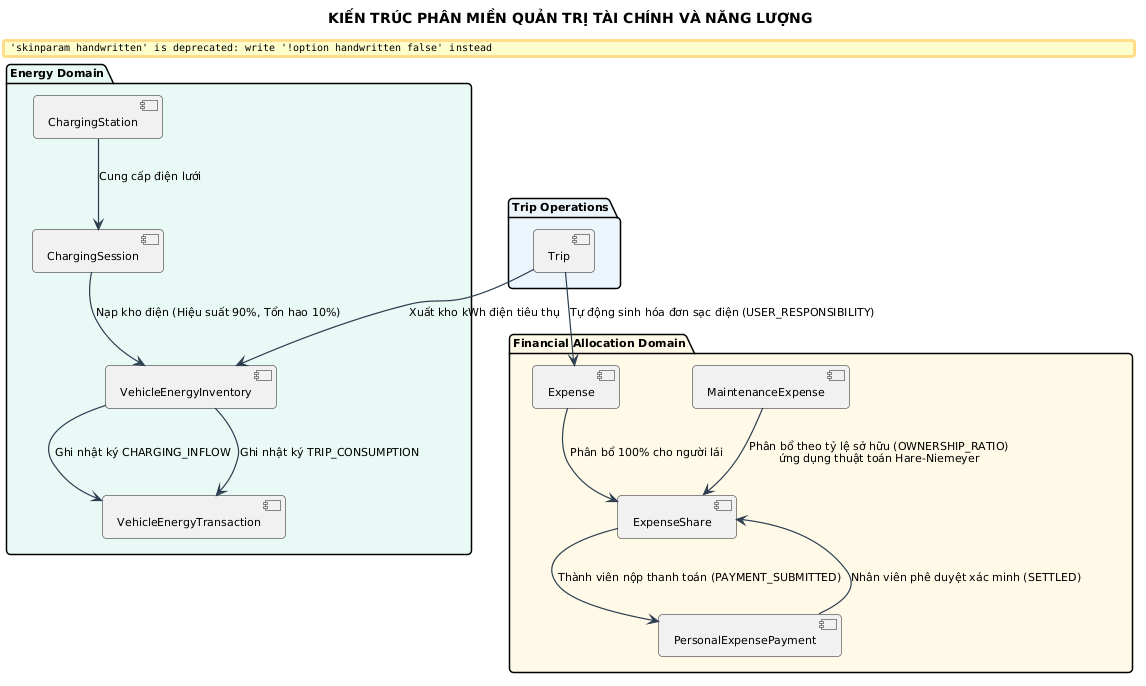 KIẾN TRÚC PHÂN MIỀN QUẢN TRỊ TÀI CHÍNH VÀ NĂNG LƯỢNG
'skinparam handwritten' is deprecated: write '!option handwritten false' instead
Energy Domain
ChargingStation
Cung cấp điện lưới
Trip Operations
ChargingSession
Trip
Nạp kho điện (Hiệu suất 90%, Tổn hao 10%)
Xuất kho kWh điện tiêu thụ
Tự động sinh hóa đơn sạc điện (USER_RESPONSIBILITY)
Financial Allocation Domain
VehicleEnergyInventory
Expense
MaintenanceExpense
Ghi nhật ký CHARGING_INFLOW
Ghi nhật ký TRIP_CONSUMPTION
Phân bổ 100% cho người lái
Phân bổ theo tỷ lệ sở hữu (OWNERSHIP_RATIO)
ứng dụng thuật toán Hare-Niemeyer
VehicleEnergyTransaction
ExpenseShare
Thành viên nộp thanh toán (PAYMENT_SUBMITTED)
Nhân viên phê duyệt xác minh (SETTLED)
PersonalExpensePayment